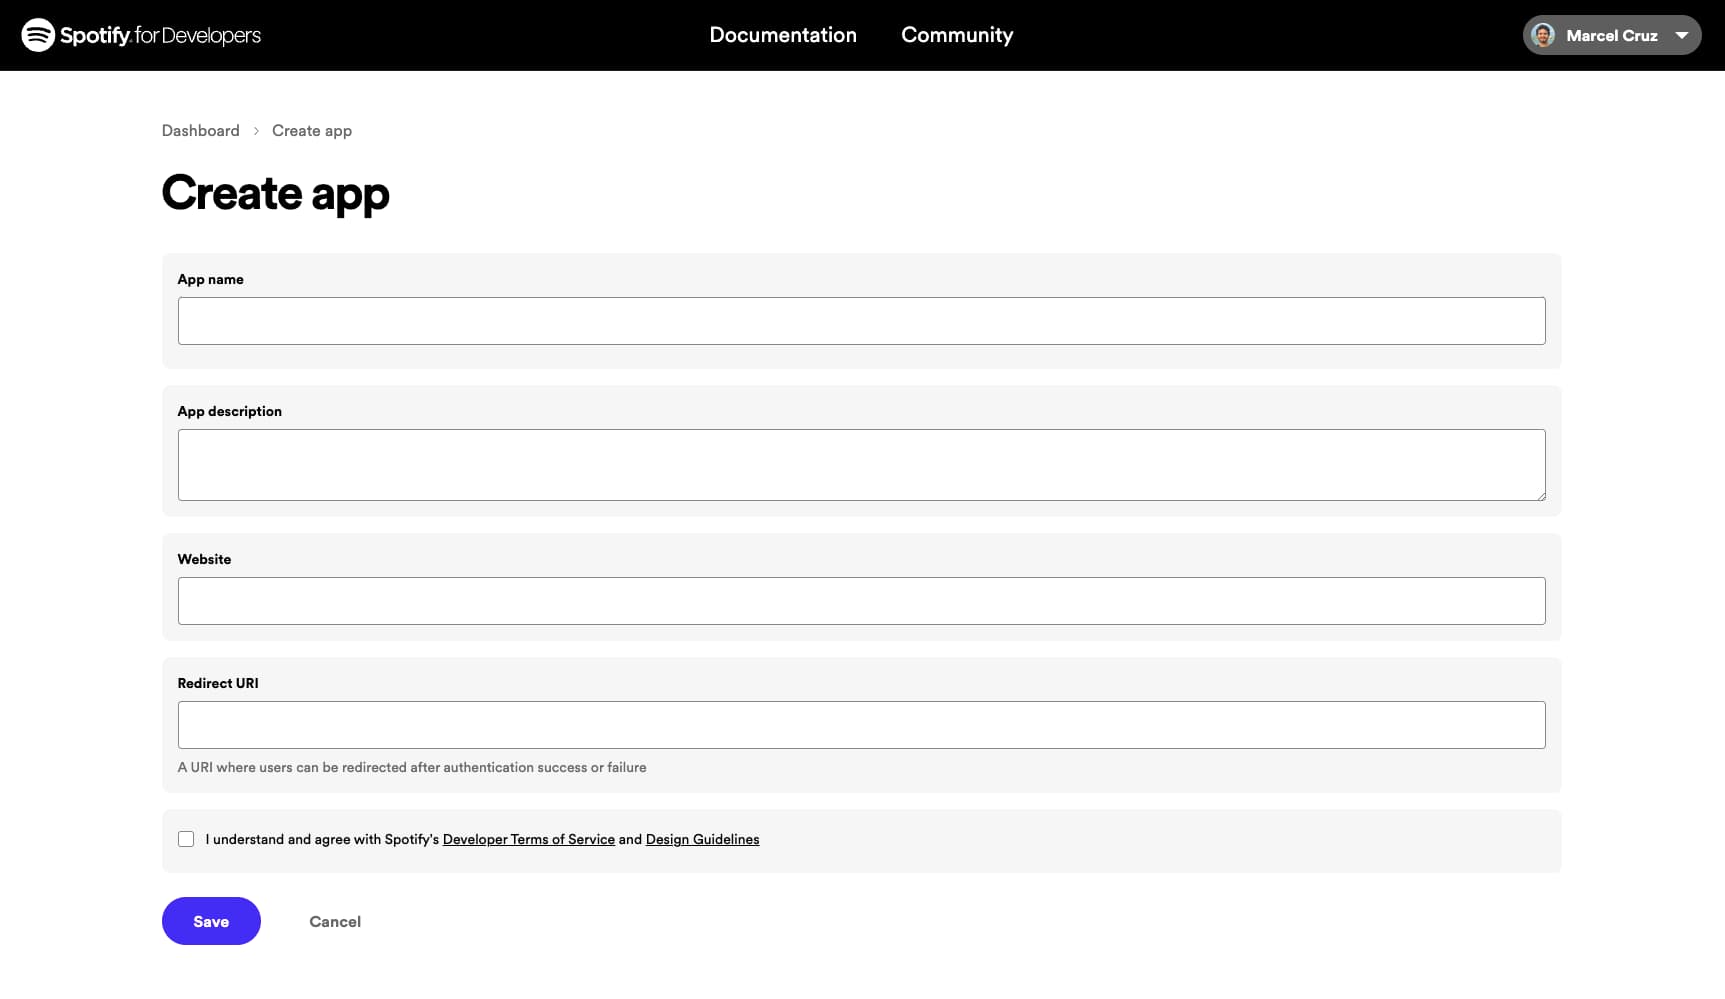 Spotify for Developers
Documentation
Community
Marcel Cruz
Dashboard > Create app
Create app
App name
App description
Website
Redirect URI
A URI where users can be redirected after authentication success or failure
I understand and agree with Spotify's Developer Terms of Service and Design Guidelines
Save
Cancel